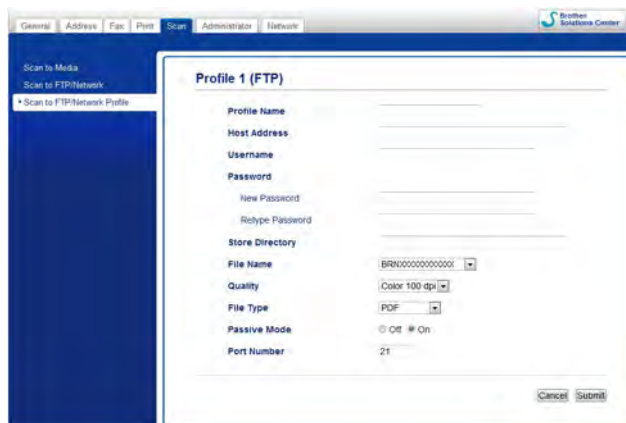 General Address Fax Print Scan Administrator Network
Brother
Solutions Center
Scan to Media
Scan to FTP/Network
Scan to FTP/Network Profile
Profile 1 (FTP)
Profile Name
Host Address
Username
Password
New Password
Retype Password
Store Directory
File Name BRNXXXXXXXXXXXX
Quality Color 100 dpi
File Type PDF
Passive Mode Off On
Port Number 21
Cancel Submit